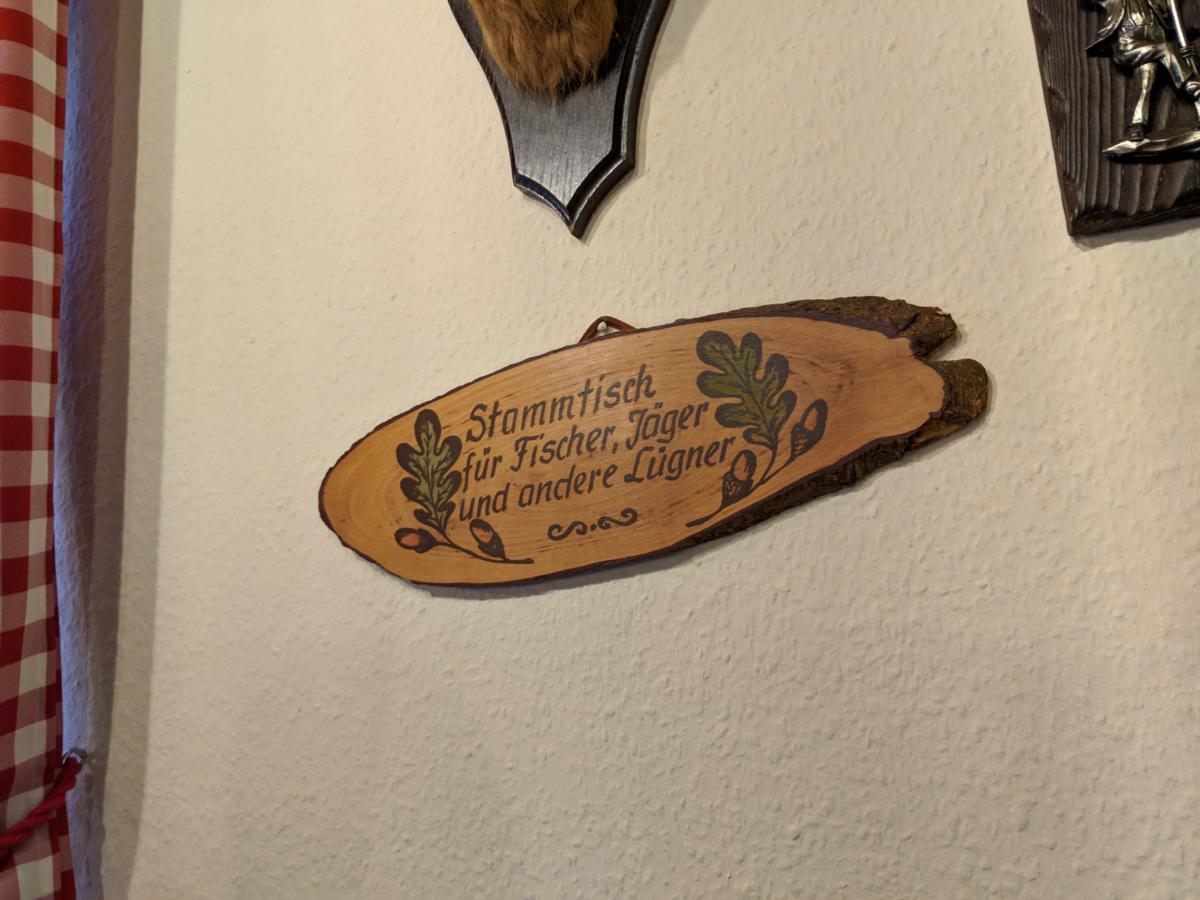 Stammtisch
für Fischer, Jäger
und andere Lügner